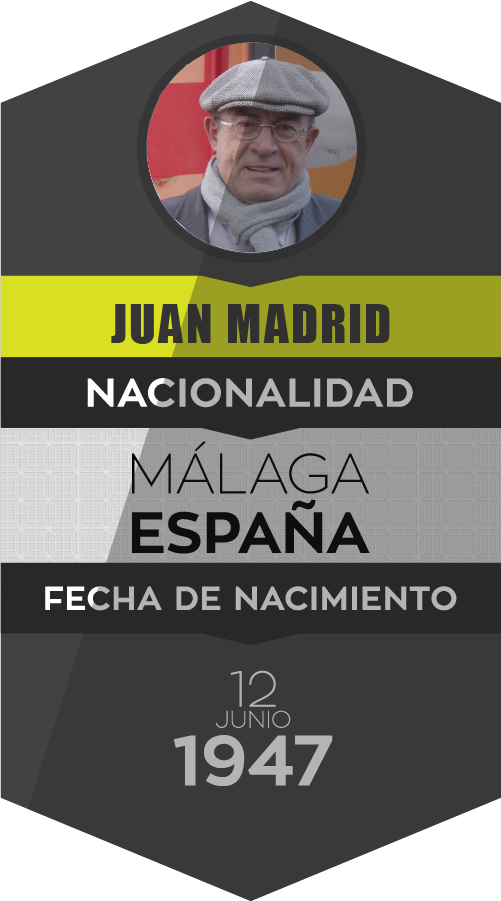 JUAN MADRID
NACIONALIDAD
MÁLAGA
ESPAÑA
FECHA DE NACIMIENTO
12
JUNIO
1947